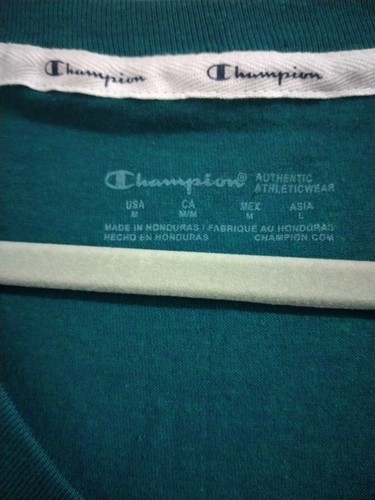 Champion Champion
Champion® AUTHENTIC
ATHLETICWEAR
USA CA MEX ASIA
M M/M M L
MADE IN HONDURAS / FABRIQUÉ AU HONDURAS
HECHO EN HONDURAS CHAMPION.COM